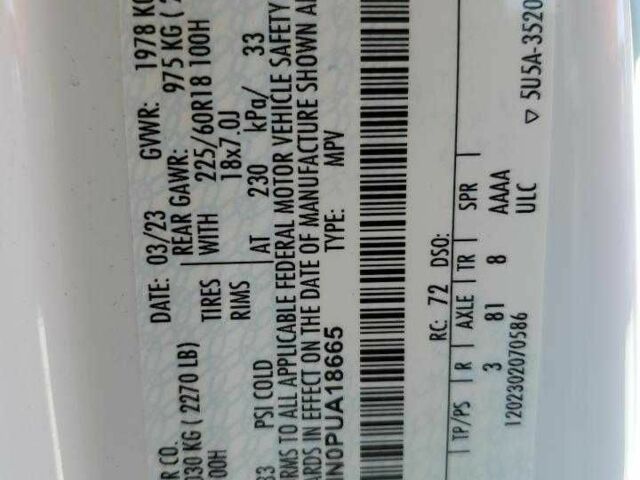 R CO.
DATE: 03/23 GVWR: 1978 KG
030 KG ( 2270 LB) REAR GAWR: 975 KG (
00H TIRES WITH 225/60R18 100H
RIMS 18x7.0J
33 PSI COLD AT 230 kPa/ 33
RMS TO ALL APPLICABLE FEDERAL MOTOR VEHICLE SAFETY
ARDS IN EFFECT ON THE DATE OF MANUFACTURE SHOWN
N0PUA18665 TYPE: MPV
RC: 72 DSO:
TP/PS R AXLE TR SPR
3 81 8 AAAA
1202302070586 ULC
▽ 5U5A-3520